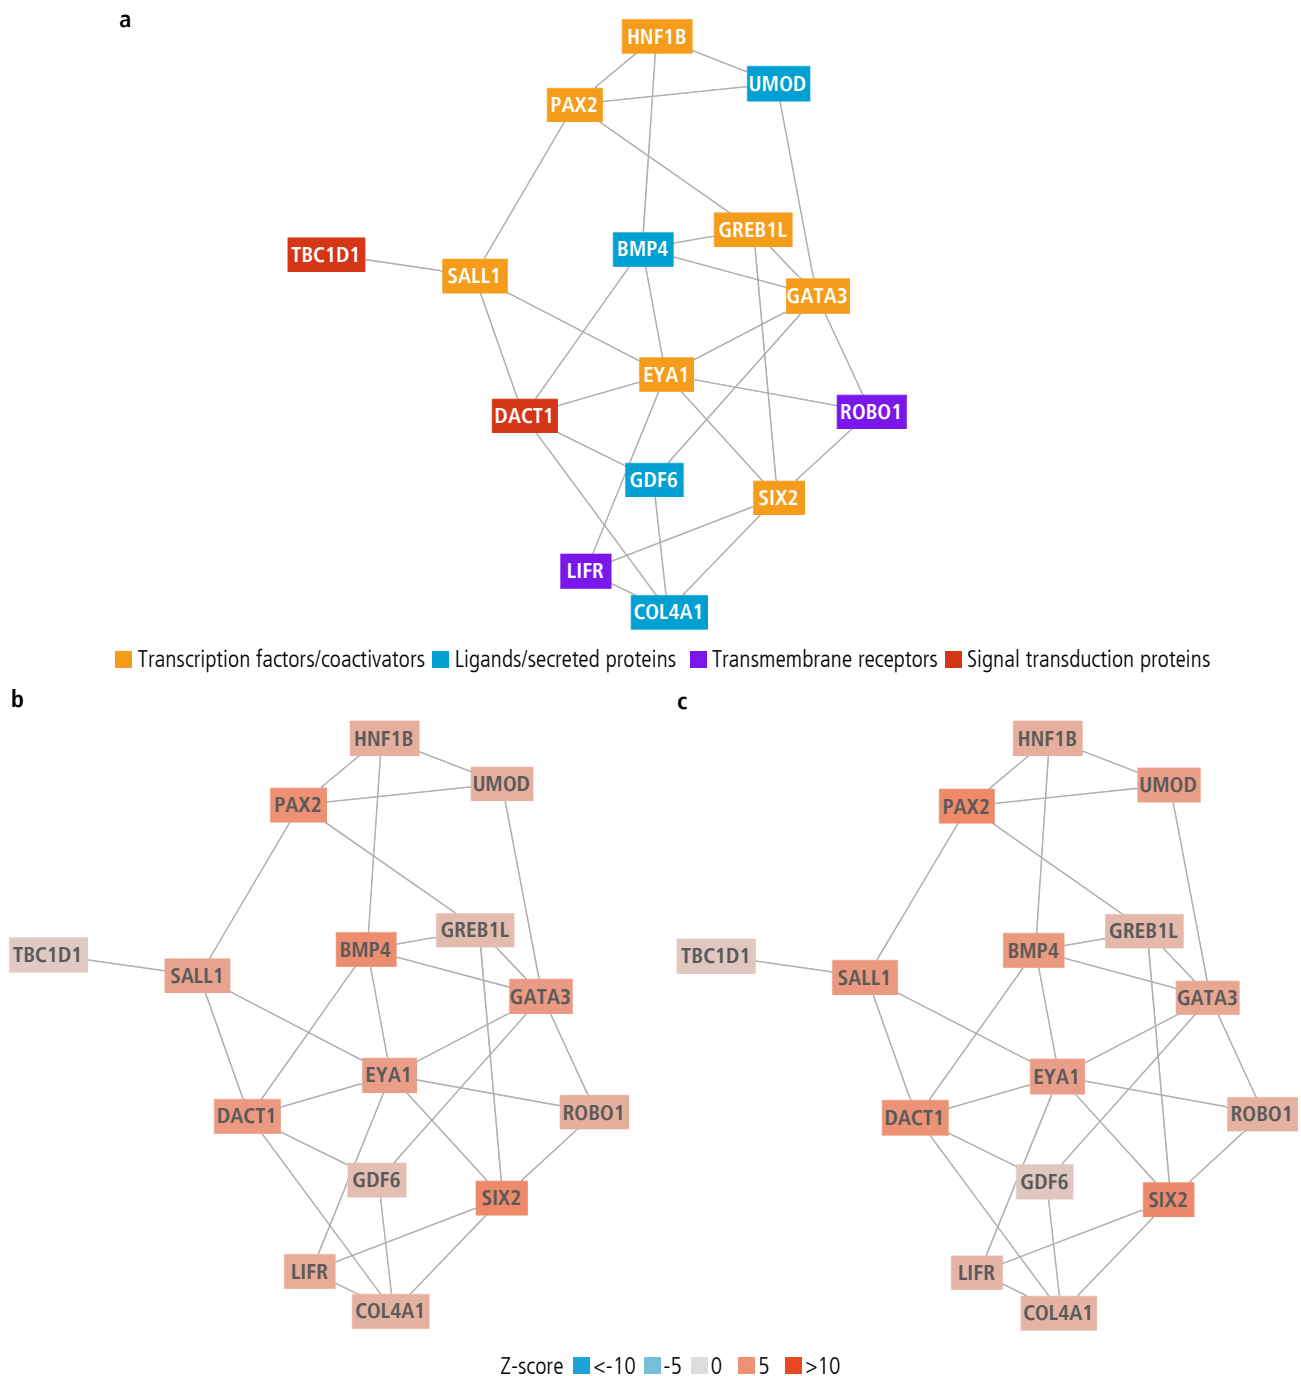 a
HNF1B
UMOD
PAX2
GREB1L
BMP4
TBC1D1
SALL1
GATA3
EYA1
DACT1
ROBO1
GDF6
SIX2
LIFR
COL4A1
Transcription factors/coactivators Ligands/secreted proteins Transmembrane receptors Signal transduction proteins
b
HNF1B
UMOD
PAX2
GREB1L
BMP4
TBC1D1
SALL1
GATA3
EYA1
DACT1
ROBO1
GDF6
SIX2
LIFR
COL4A1
c
HNF1B
UMOD
PAX2
GREB1L
BMP4
TBC1D1
SALL1
GATA3
EYA1
DACT1
ROBO1
GDF6
SIX2
LIFR
COL4A1
Z-score <-10 -5 0 5 >10